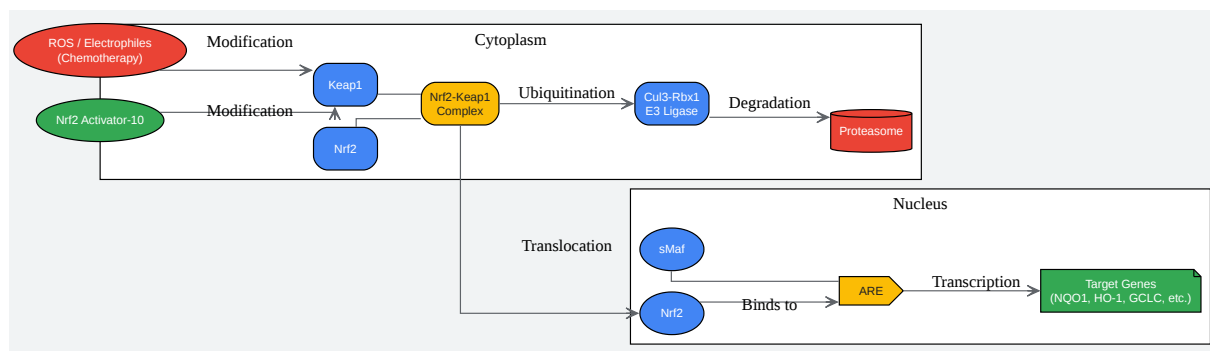 Cytoplasm
ROS / Electrophiles
(Chemotherapy)
Modification
Keap1
Nrf2 Activator-10
Modification
Nrf2
Nrf2-Keap1
Complex
Ubiquitination
Cul3-Rbx1
E3 Ligase
Degradation
Proteasome
Nucleus
Translocation
sMaf
Nrf2
Binds to
ARE
Transcription
Target Genes
(NQO1, HO-1, GCLC, etc.)